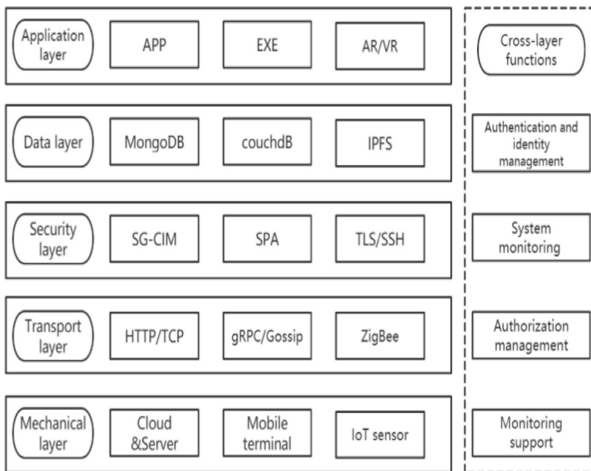 Application
layer
APP
EXE
AR/VR
Cross-layer
functions
Data layer
MongoDB
couchdB
IPFS
Authentication and
identity
management
Security
layer
SG-CIM
SPA
TLS/SSH
System
monitoring
Transport
layer
HTTP/TCP
gRPC/Gossip
ZigBee
Authorization
management
Mechanical
layer
Cloud
&Server
Mobile
terminal
IoT sensor
Monitoring
support